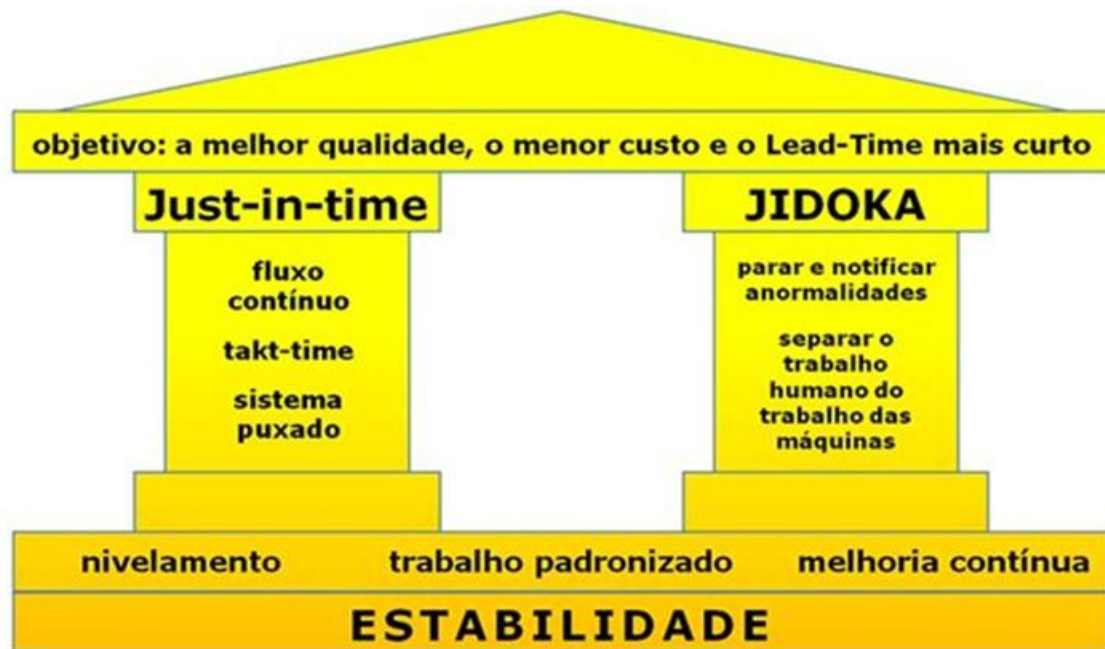 objetivo: a melhor qualidade, o menor custo e o Lead-Time mais curto
Just-in-time
fluxo
contínuo
takt-time
sistema
puxado
JIDOKA
parar e notificar
anormalidades
separar o
trabalho
humano do
trabalho das
máquinas
nivelamento trabalho padronizado melhoria contínua
ESTABILIDADE